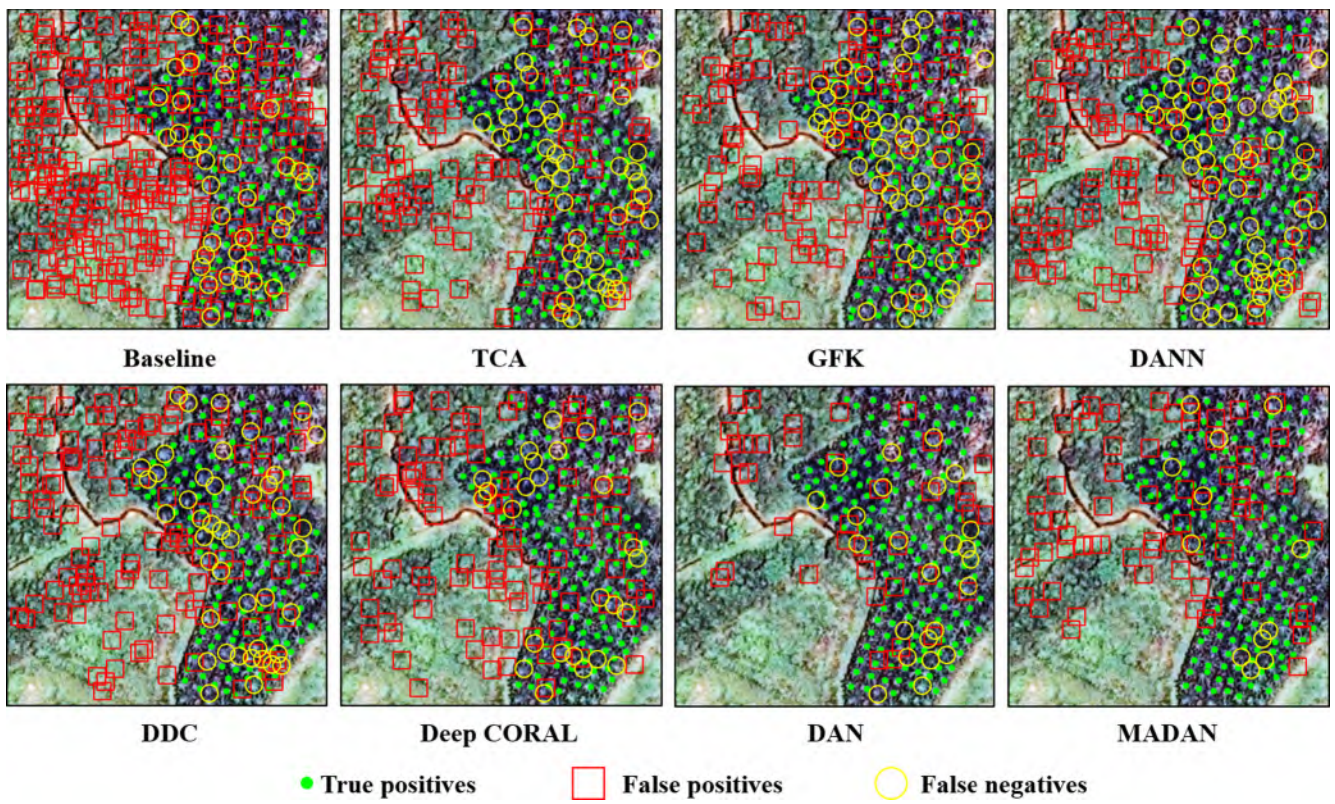 Baseline TCA GFK DANN
DDC Deep CORAL DAN MADAN
True positives False positives False negatives